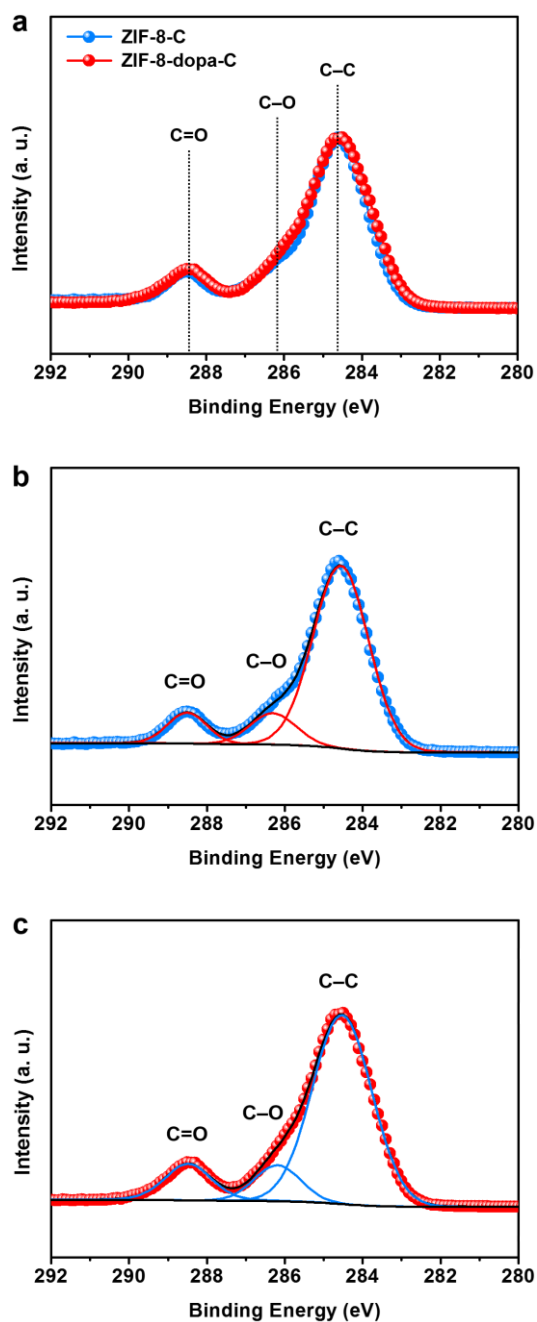 a
ZIF-8-C
ZIF-8-dopa-C
C–C
C–O
C=O
Intensity (a. u.)
292 290 288 286 284 282 280
Binding Energy (eV)
b
C–C
C–O
C=O
Intensity (a. u.)
292 290 288 286 284 282 280
Binding Energy (eV)
c
C–C
C–O
C=O
Intensity (a. u.)
292 290 288 286 284 282 280
Binding Energy (eV)